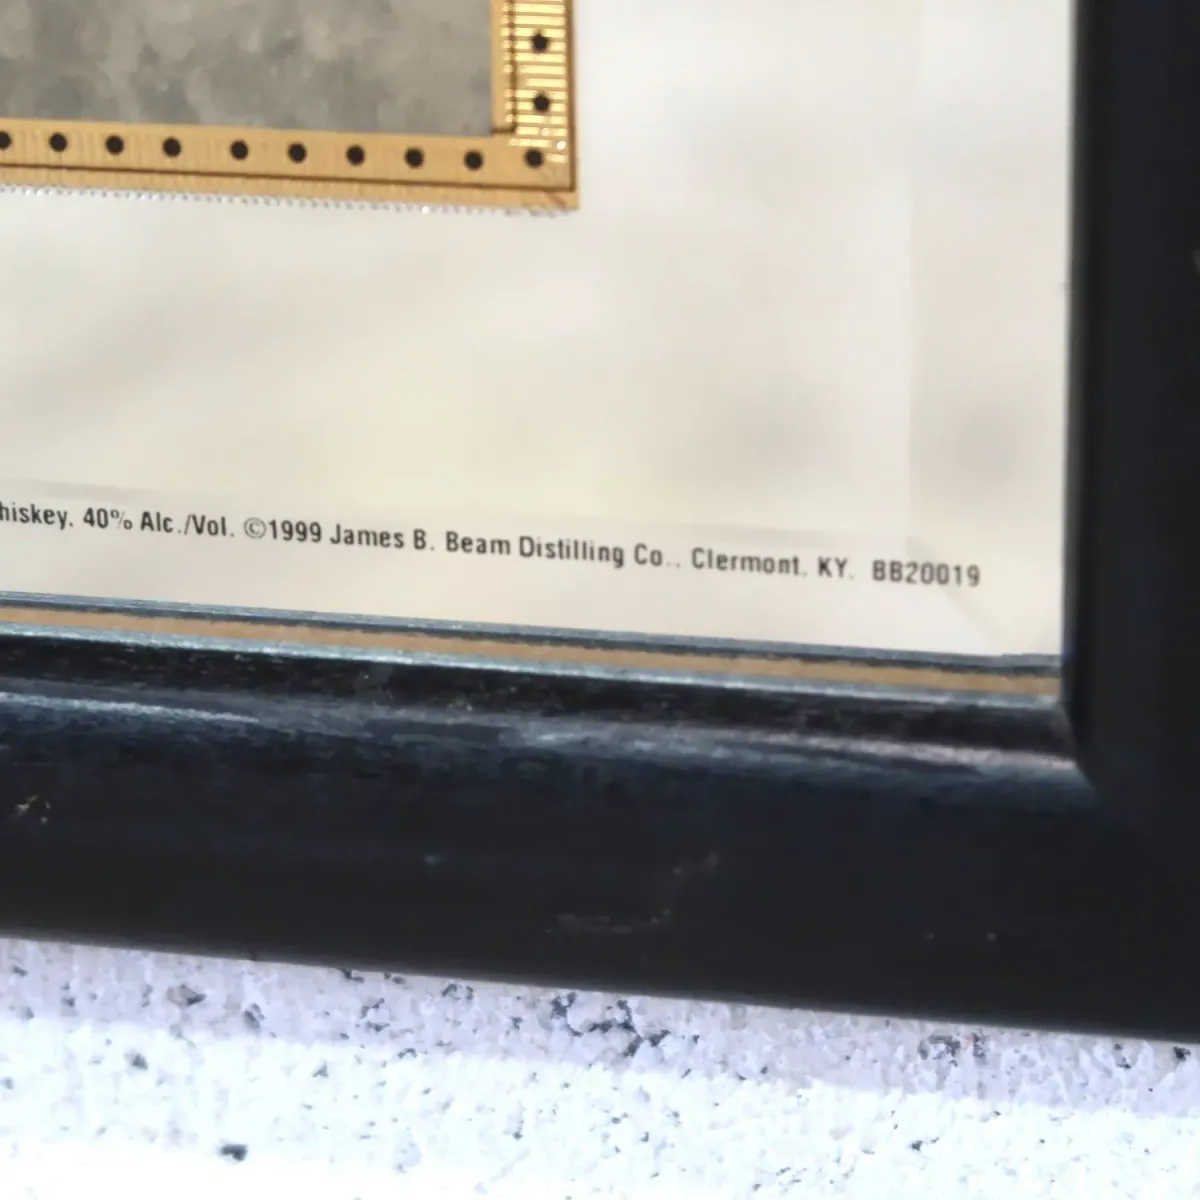 hiskey, 40% Alc./Vol. ©1999 James B. Beam Distilling Co., Clermont, KY. BB20019